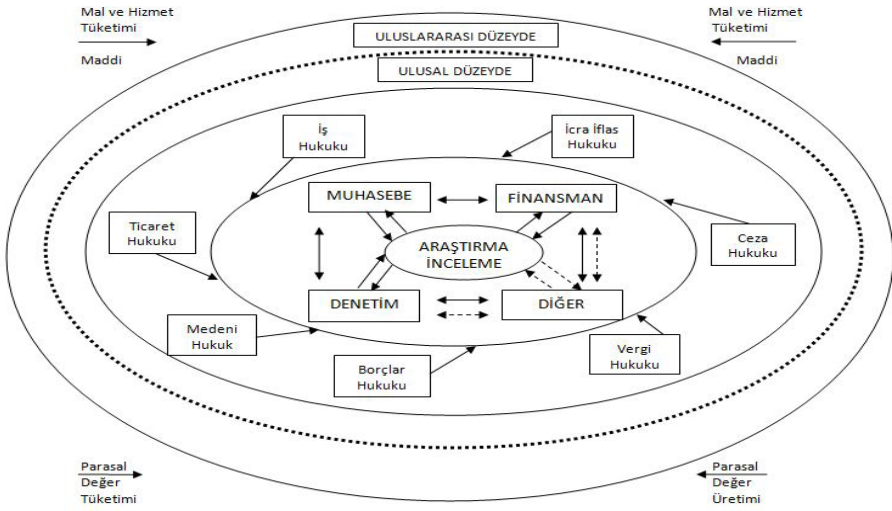 Mal ve Hizmet
Tüketimi
Maddi
Mal ve Hizmet
Tüketimi
Maddi
ULUSLARARASI DÜZEYDE
ULUSAL DÜZEYDE
İş
Hukuku
İcra İflas
Hukuku
MUHASEBE
FİNANSMAN
Ticaret
Hukuku
ARAŞTIRMA
İNCELEME
Ceza
Hukuku
DENETİM
DİĞER
Medeni
Hukuk
Borçlar
Hukuku
Vergi
Hukuku
Parasal
Değer
Tüketimi
Parasal
Değer
Üretimi